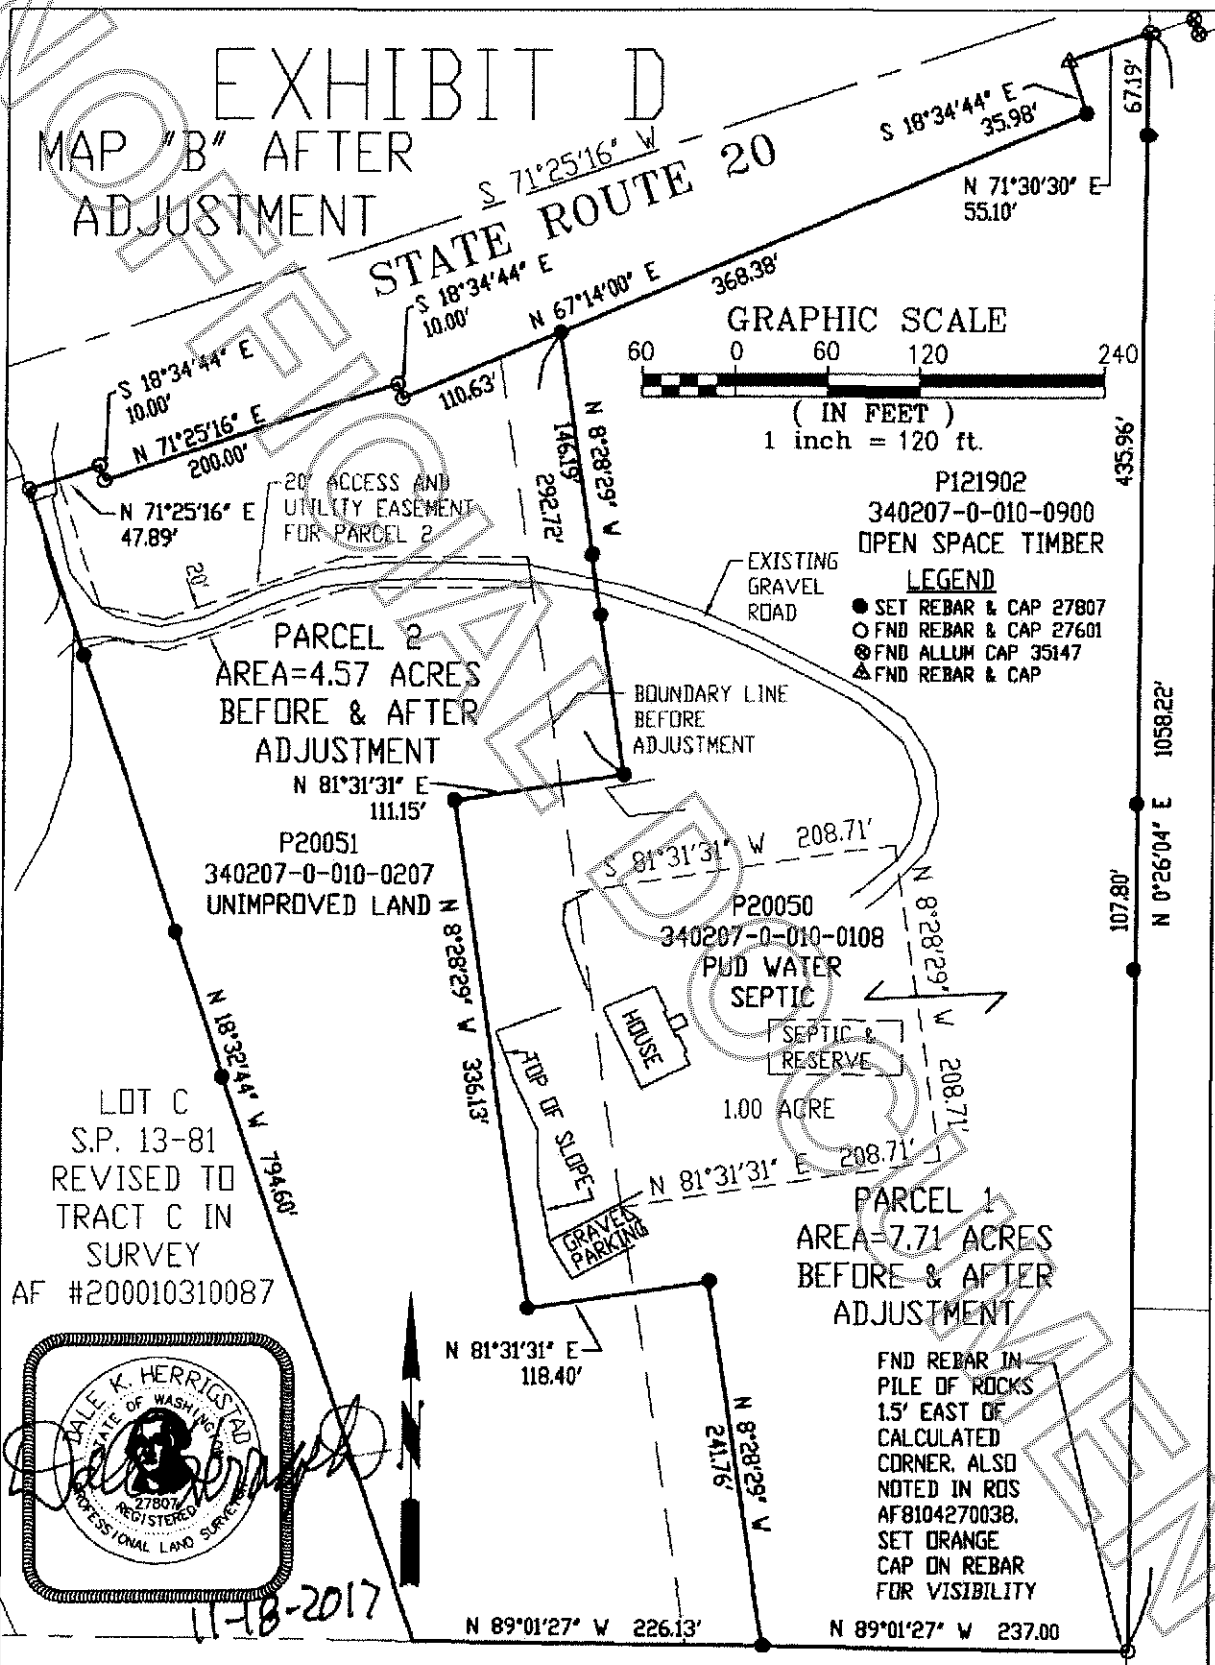 EXHIBIT D
MAP "B" AFTER
ADJUSTMENT
S 71°25'16" W
STATE ROUTE 20
S 18°34'44" E
35.98'
67.19'
N 71°30'30" E
55.10'
S 18°34'44" E
10.00'
N 67°14'00" E
368.38'
S 18°34'44" E
10.00'
110.63'
N 71°25'16" E
200.00'
N 71°25'16" E
47.89'
GRAPHIC SCALE
60 0 60 120 240
( IN FEET )
1 inch = 120 ft.
N 8°28'29" W
146.19'
292.72'
435.96'
20' ACCESS AND
UTILITY EASEMENT
FOR PARCEL 2
20'
P121902
340207-0-010-0900
OPEN SPACE TIMBER
EXISTING
GRAVEL
ROAD
LEGEND
SET REBAR & CAP 27807
FND REBAR & CAP 27601
FND ALLUM CAP 35147
FND REBAR & CAP
PARCEL 2
AREA=4.57 ACRES
BEFORE & AFTER
ADJUSTMENT
BOUNDARY LINE
BEFORE
ADJUSTMENT
N 81°31'31" E
111.15'
1058.22'
N 0°26'04" E
107.80'
P20051
340207-0-010-0207
UNIMPROVED LAND
S 81°31'31" W 208.71'
P20050
340207-0-010-0108
PUD WATER
SEPTIC
N 8°28'29" W 208.71'
N 8°28'29" W 336.13'
HOUSE
SEPTIC &
RESERVE
1.00 ACRE
TOP OF SLOPE
N 18°32'44" W 794.60'
LOT C
S.P. 13-81
REVISED TO
TRACT C IN
SURVEY
AF #200010310087
N 81°31'31" E 208.71'
GRAVEL
PARKING
PARCEL 1
AREA=7.71 ACRES
BEFORE & AFTER
ADJUSTMENT
N 81°31'31" E
118.40'
N 8°28'29" W
241.76'
N
FND REBAR IN
PILE OF ROCKS
1.5' EAST OF
CALCULATED
CORNER, ALSO
NOTED IN ROS
AF8104270038.
SET ORANGE
CAP ON REBAR
FOR VISIBILITY
DALE K. HERRIGSTAD
STATE OF WASHINGTON
27807
REGISTERED
PROFESSIONAL LAND SURVEYOR
11-18-2017
N 89°01'27" W 226.13'
N 89°01'27" W 237.00
UNOFFICIAL DOCUMENT